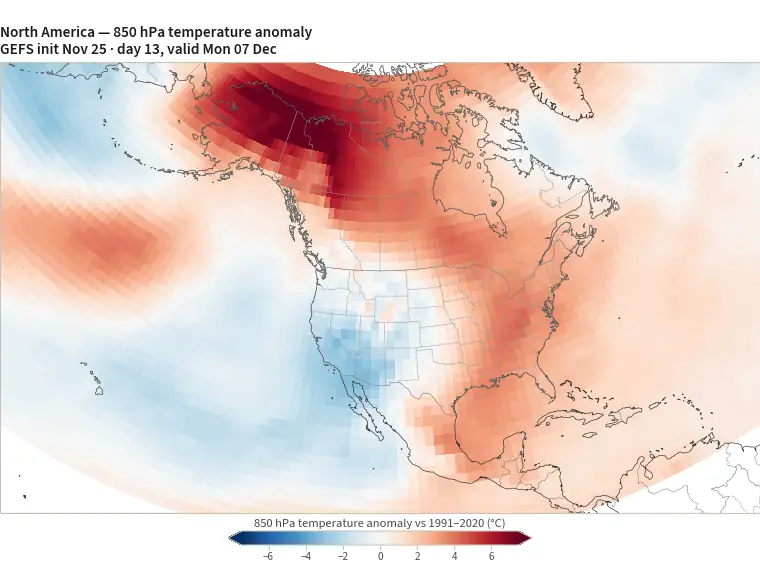 North America — 850 hPa temperature anomaly
GEFS init Nov 25 · day 13, valid Mon 07 Dec
850 hPa temperature anomaly vs 1991–2020 (°C)
−6 −4 −2 0 2 4 6